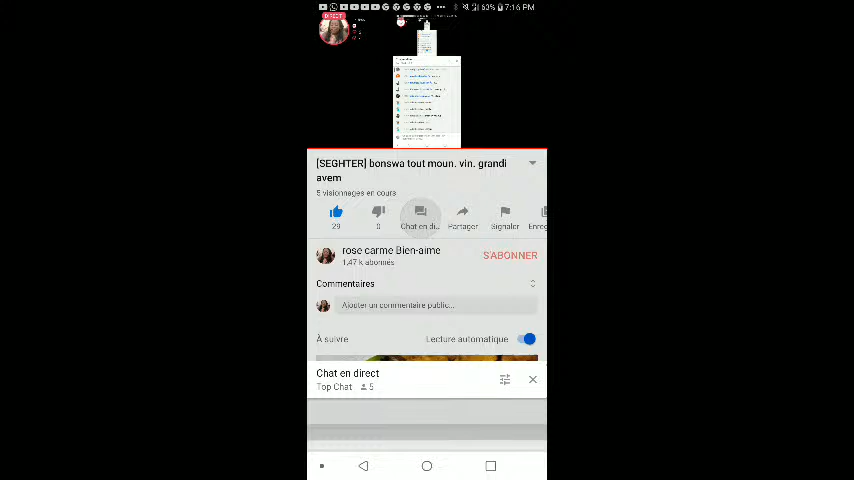 63% 7:16 PM
DIRECT
[SEGHTER] bonswa tout moun. vin. grandi
avem
5 visionnages en cours
29 0 Chat en di... Partager Signaler Enreg
rose carme Bien-aime
1,47 k abonnés
S'ABONNER
Commentaires
Ajouter un commentaire public...
À suivre Lecture automatique
Chat en direct
Top Chat 5